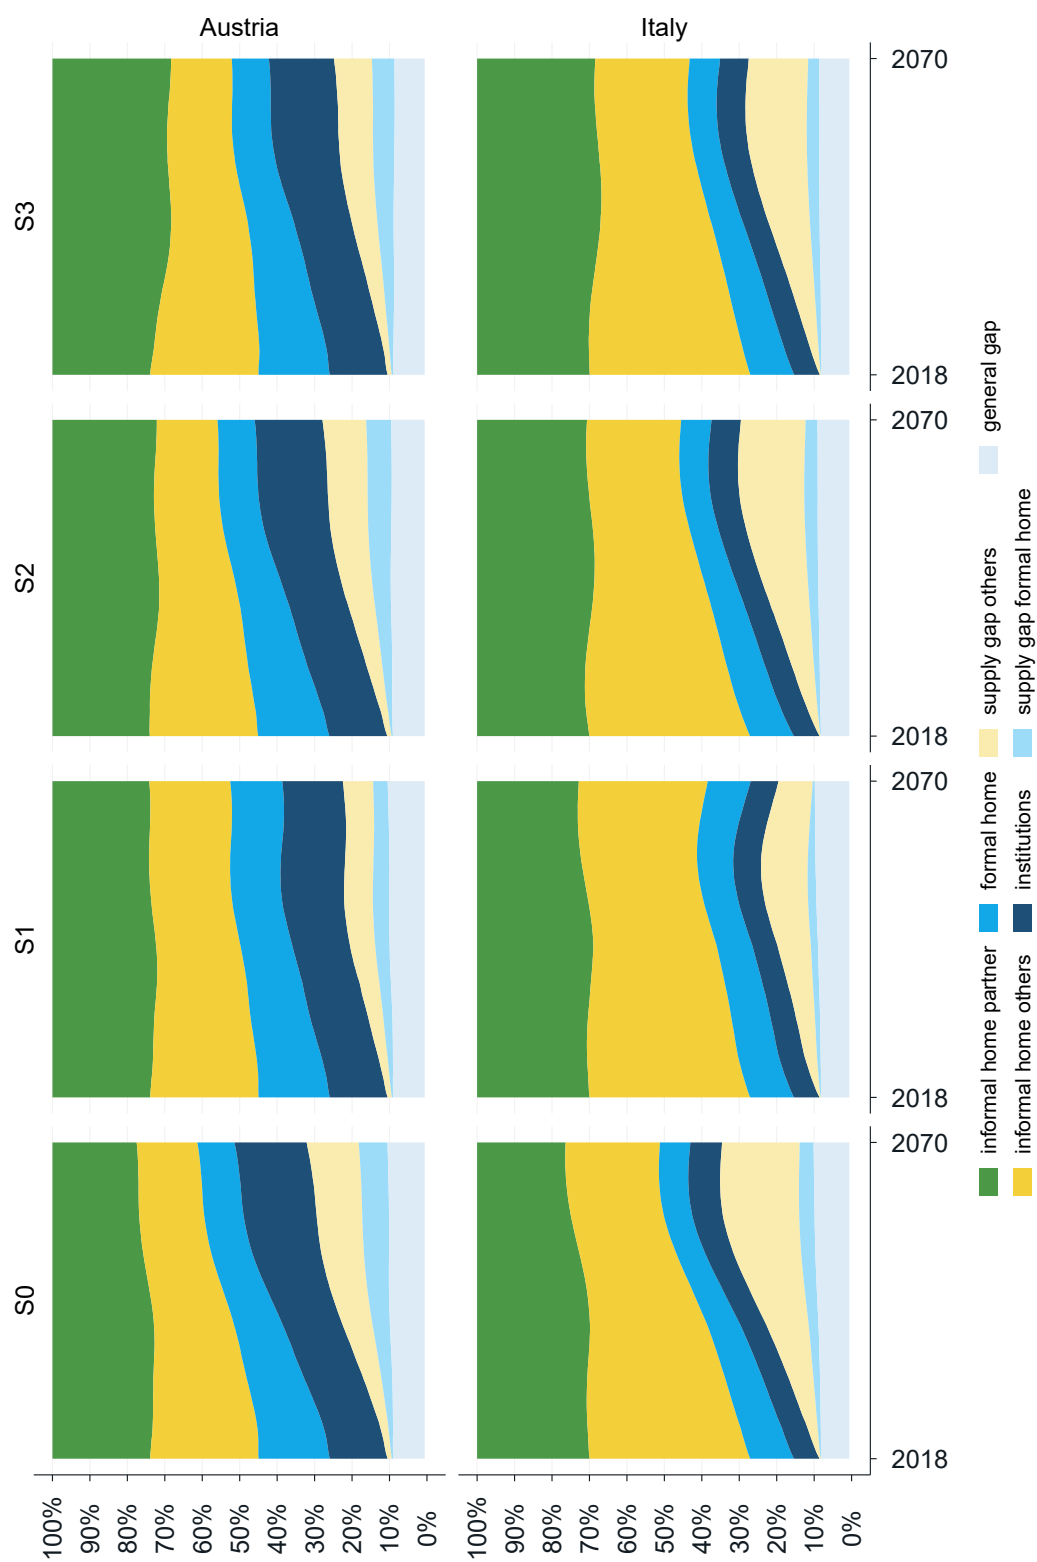 Austria
Italy
S3
2070
2018
S2
2070
2018
S1
2070
2018
S0
2070
2018
100%
90%
80%
70%
60%
50%
40%
30%
20%
10%
0%
100%
90%
80%
70%
60%
50%
40%
30%
20%
10%
0%
informal home partner
formal home
supply gap others
general gap
informal home others
institutions
supply gap formal home